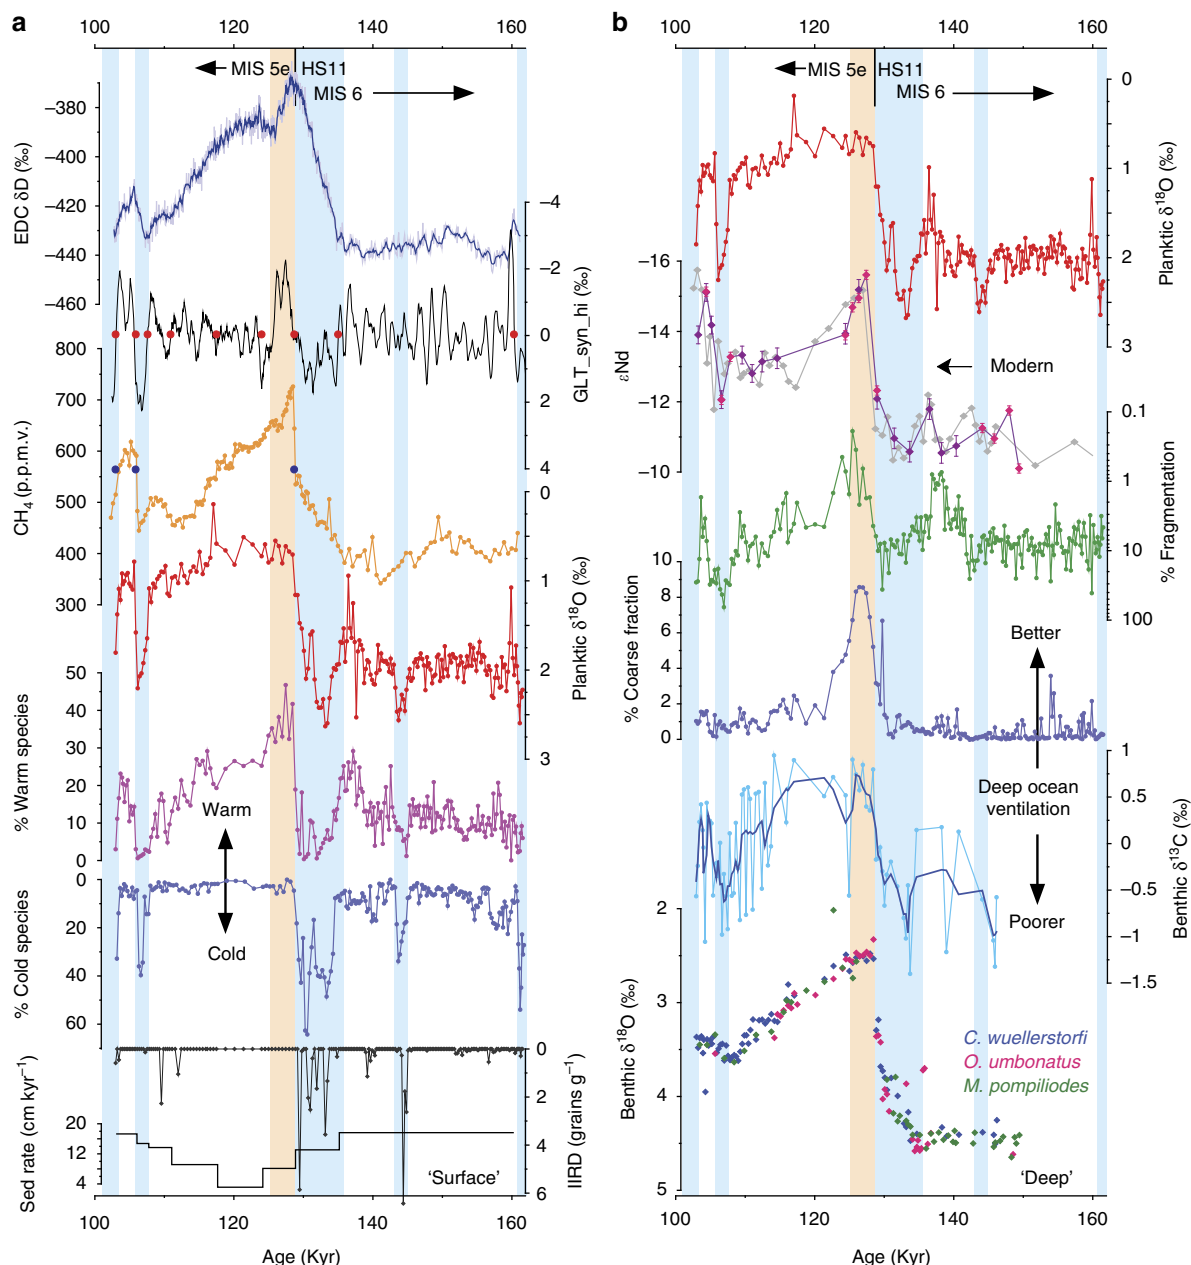 a
100 120 140 160
MIS 5e HS11
MIS 6
EDC δD (‰)
−380
−400
−420
−440
−460
GLT_syn_hi (‰)
−4
−2
0
2
4
CH₄ (p.p.m.v.)
800
700
600
500
400
300
Planktic δ¹⁸O (‰)
0
1
2
3
% Warm species
50
40
30
20
10
0
Warm
Cold
% Cold species
0
20
40
60
Sed rate (cm kyr⁻¹)
20
12
4
IIRD (grains g⁻¹)
0
2
4
6
'Surface'
100 120 140 160
Age (Kyr)
b
100 120 140 160
MIS 5e HS11
MIS 6
Planktic δ¹⁸O (‰)
0
1
2
3
εNd
−16
−14
−12
−10
Modern
% Fragmentation
0.1
1
10
100
% Coarse fraction
10
8
6
4
2
0
Better
Deep ocean
ventilation
Poorer
Benthic δ¹³C (‰)
1
0.5
0
−0.5
−1
−1.5
Benthic δ¹⁸O (‰)
2
3
4
5
C. wuellerstorfi
O. umbonatus
M. pompiliodes
'Deep'
100 120 140 160
Age (Kyr)